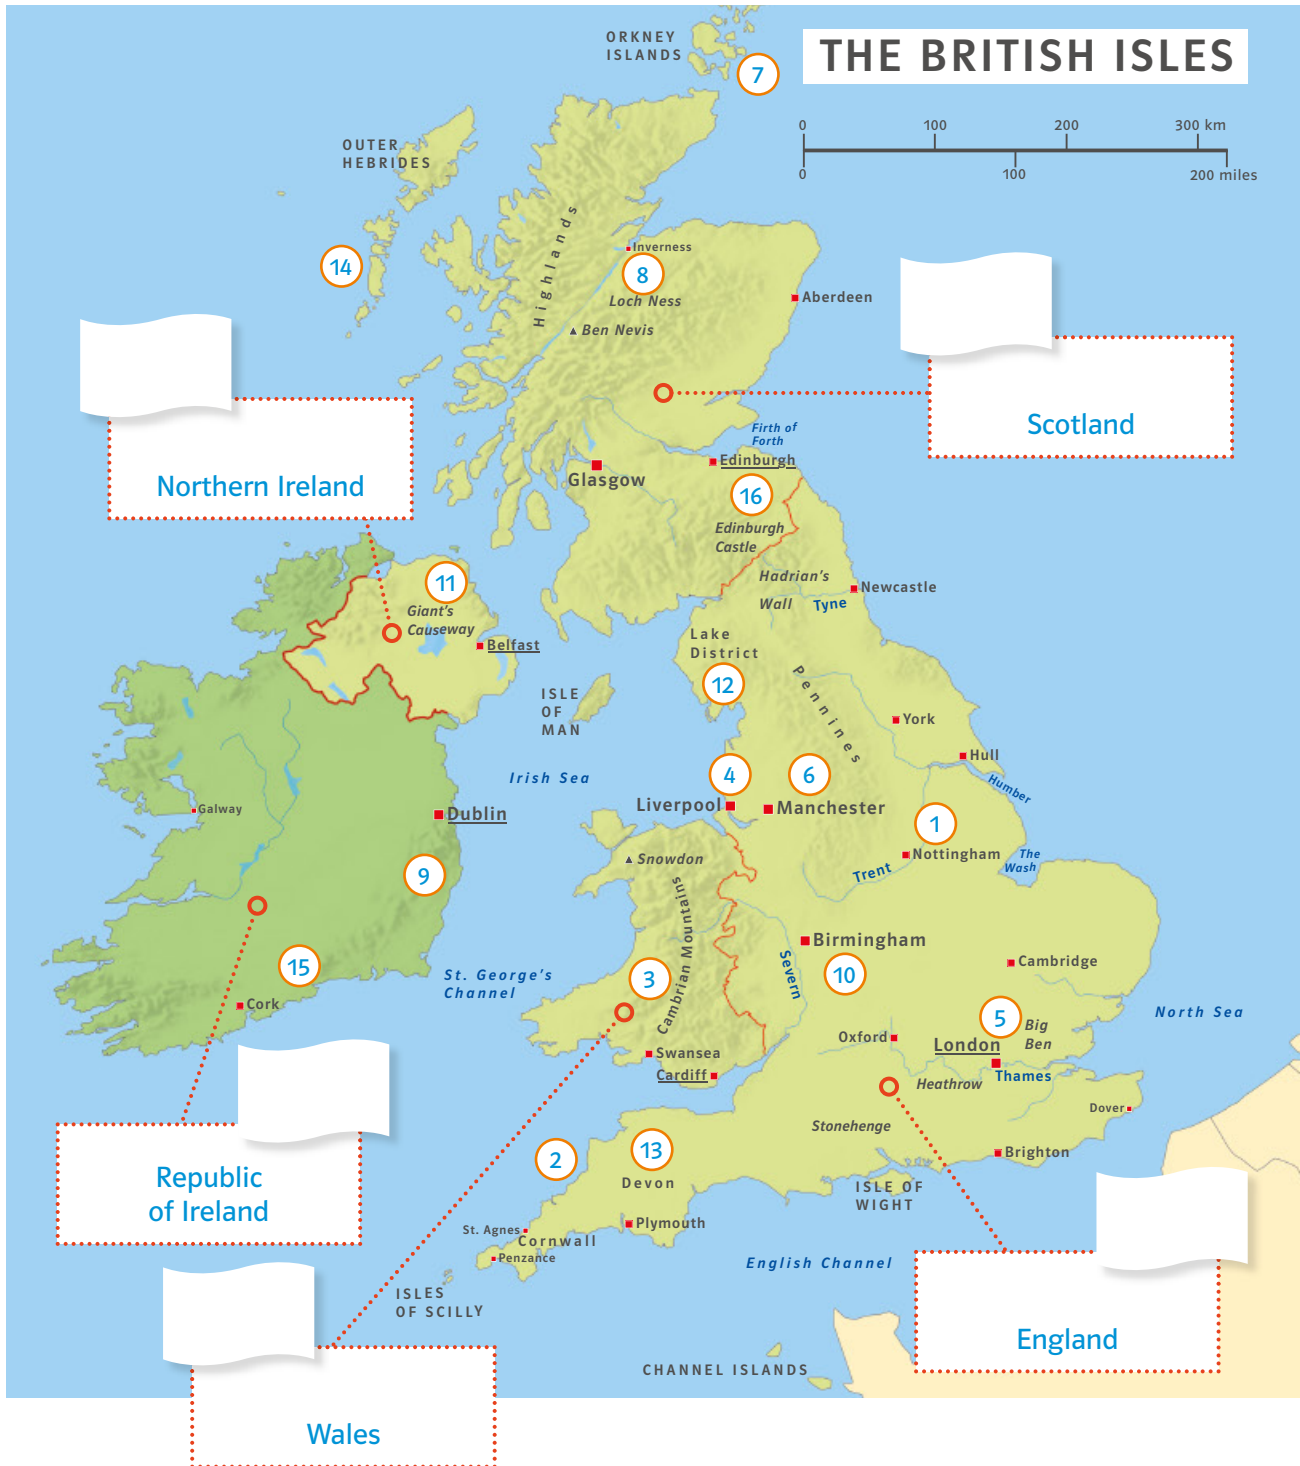 ORKNEY
ISLANDS
THE BRITISH ISLES
7
0 100 200 300 km
0 100 200 miles
OUTER
HEBRIDES
Highlands
Inverness
14
8
Loch Ness
Aberdeen
Ben Nevis
Scotland
Northern Ireland
Firth of
Forth
Edinburgh
Glasgow
16
Edinburgh
Castle
11
Giant's
Causeway
Hadrian's
Wall
Newcastle
Tyne
Belfast
Lake
District
12
Pennines
ISLE
OF
MAN
York
Hull
Irish Sea
4
6
Humber
Galway
Dublin
Liverpool
Manchester
1
Nottingham
The
Wash
Snowdon
Trent
9
Cambrian Mountains
Birmingham
Severn
10
Cambridge
15
St. George's
Channel
3
Cork
5
Big
Ben
North Sea
Oxford
London
Swansea
Cardiff
Heathrow
Thames
Dover
Stonehenge
Brighton
2
13
Devon
Republic
of Ireland
ISLE OF
WIGHT
St. Agnes
Cornwall
Plymouth
Penzance
English Channel
ISLES
OF SCILLY
England
CHANNEL ISLANDS
Wales